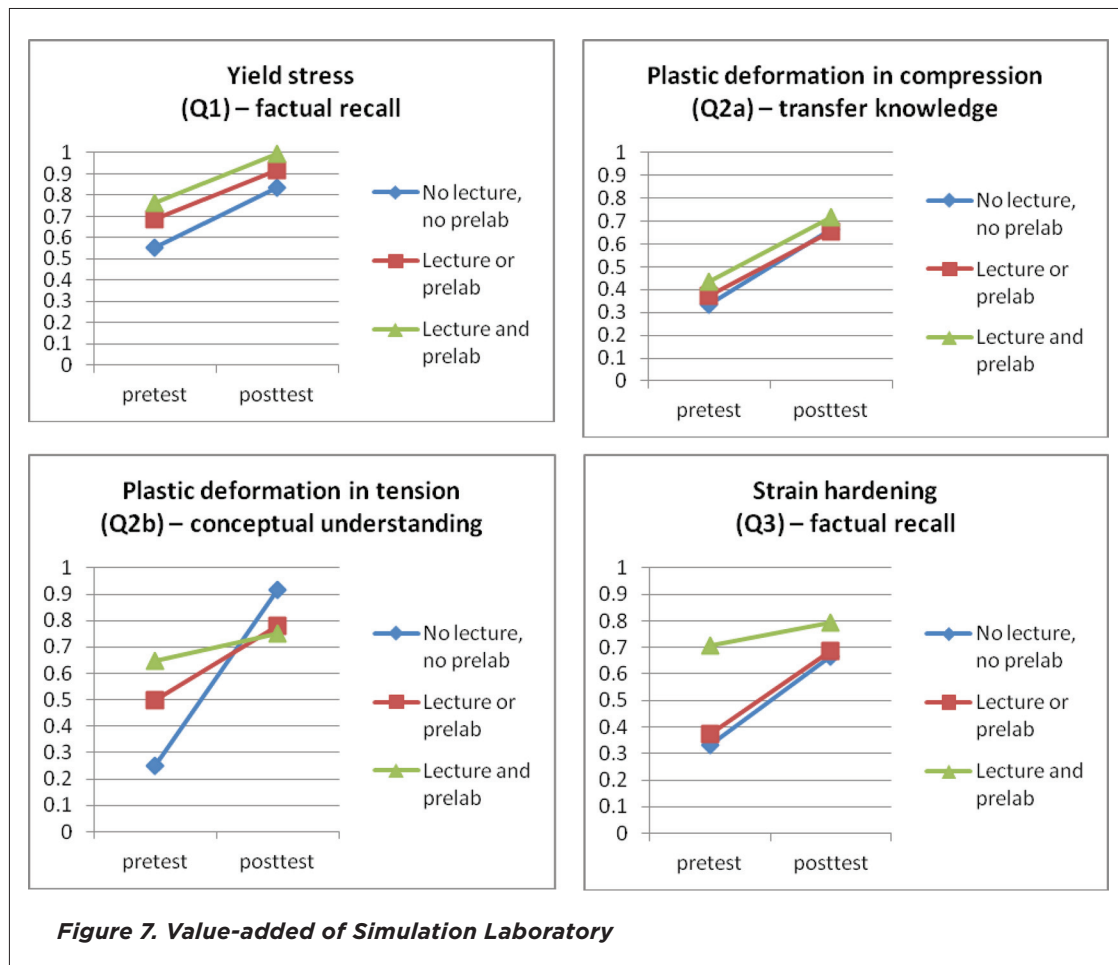 Yield stress
(Q1) – factual recall
1
0.9
0.8
0.7
0.6
0.5
0.4
0.3
0.2
0.1
0
pretest posttest
No lecture,
no prelab
Lecture or
prelab
Lecture and
prelab
Plastic deformation in compression
(Q2a) – transfer knowledge
1
0.9
0.8
0.7
0.6
0.5
0.4
0.3
0.2
0.1
0
pretest posttest
No lecture,
no prelab
Lecture or
prelab
Lecture and
prelab
Plastic deformation in tension
(Q2b) – conceptual understanding
1
0.9
0.8
0.7
0.6
0.5
0.4
0.3
0.2
0.1
0
pretest posttest
No lecture,
no prelab
Lecture or
prelab
Lecture and
prelab
Strain hardening
(Q3) – factual recall
1
0.9
0.8
0.7
0.6
0.5
0.4
0.3
0.2
0.1
0
pretest posttest
No lecture,
no prelab
Lecture or
prelab
Lecture and
prelab
Figure 7. Value-added of Simulation Laboratory